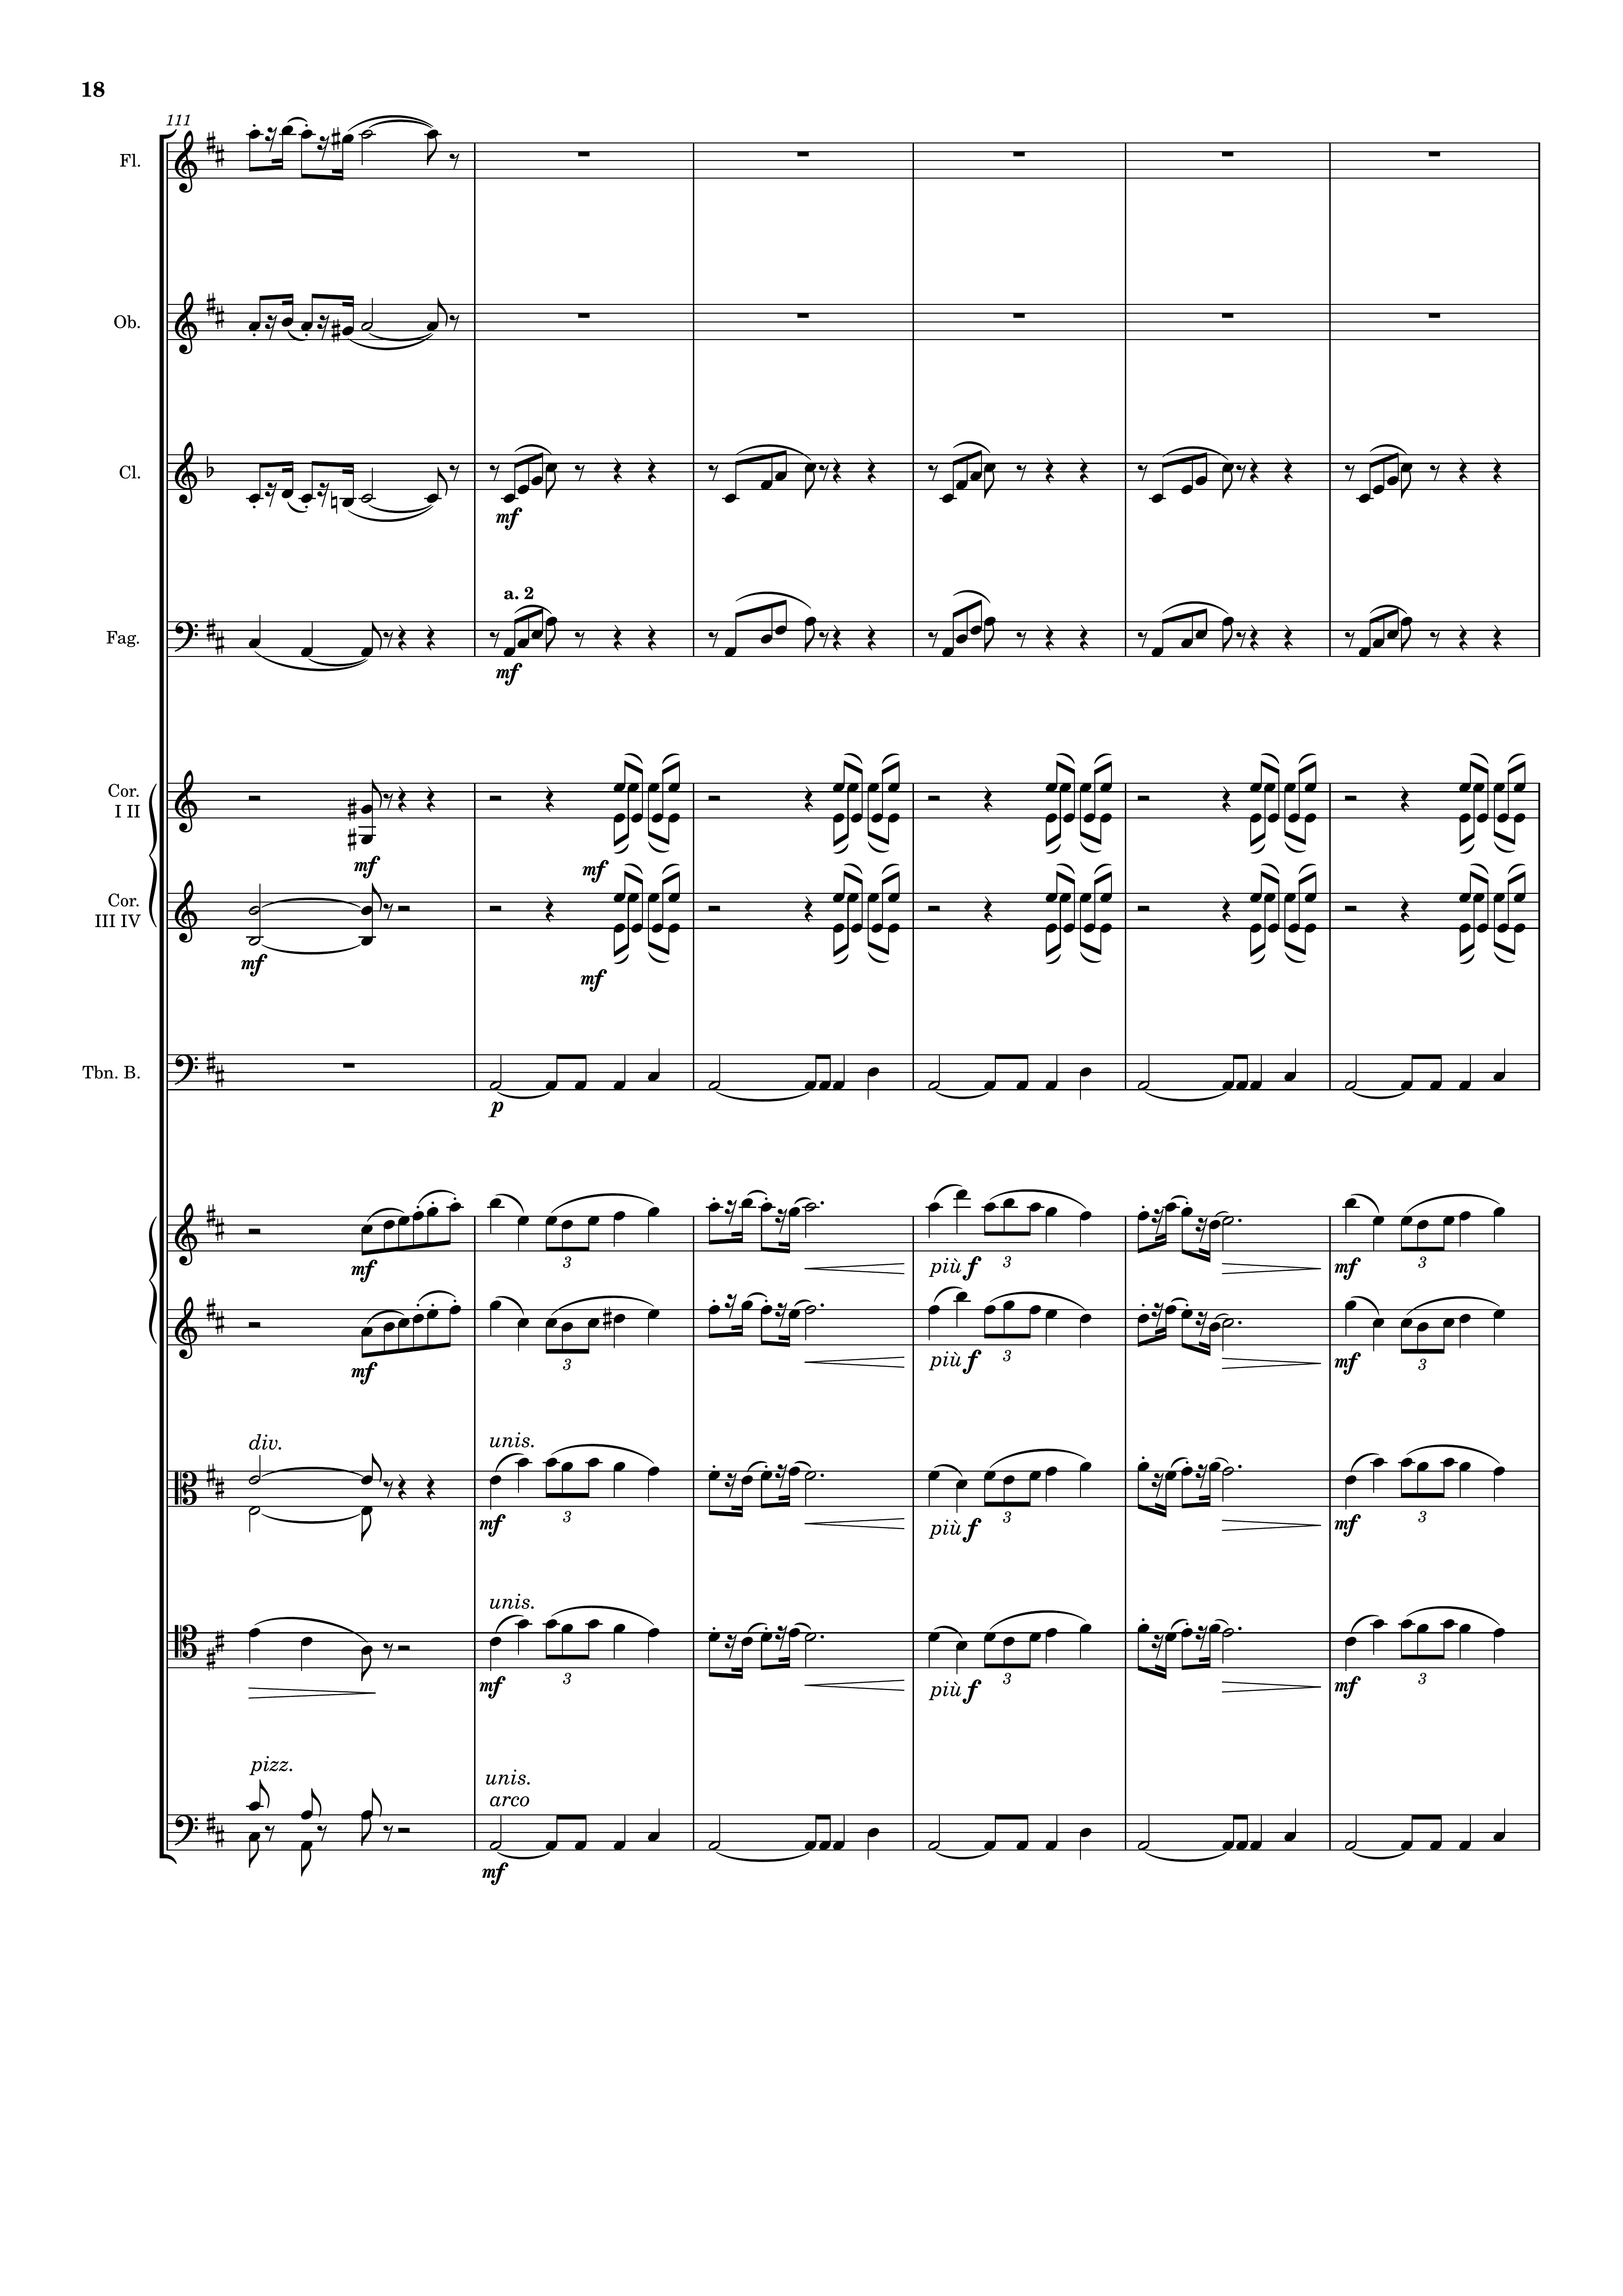 18
111
Fl.
Ob.
Cl.
mf
a. 2
Fag.
mf
Cor.
I II
mf
mf
Cor.
III IV
mf
mf
Tbn. B.
p
mf
3
più f
3
mf
3
mf
3
più f
3
mf
3
div.
unis.
mf
3
più f
3
mf
3
unis.
mf
3
più f
3
mf
3
pizz.
unis.
arco
mf